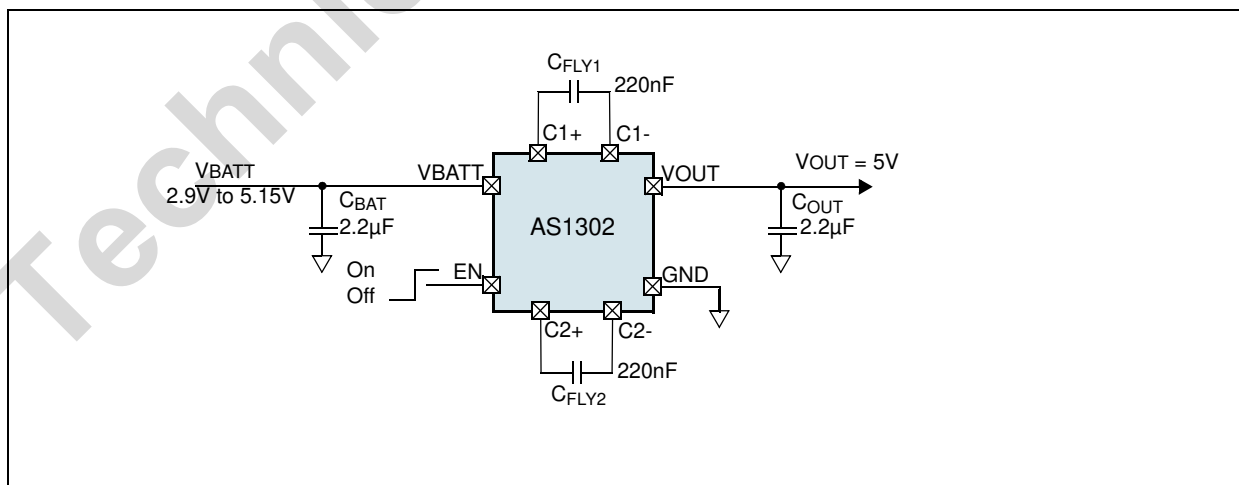 CFLY1
220nF
C1+ C1-
VBATT
2.9V to 5.15V
VBATT
VOUT
VOUT = 5V
CBAT
2.2µF
AS1302
COUT
2.2µF
On
Off
EN
GND
C2+ C2-
220nF
CFLY2